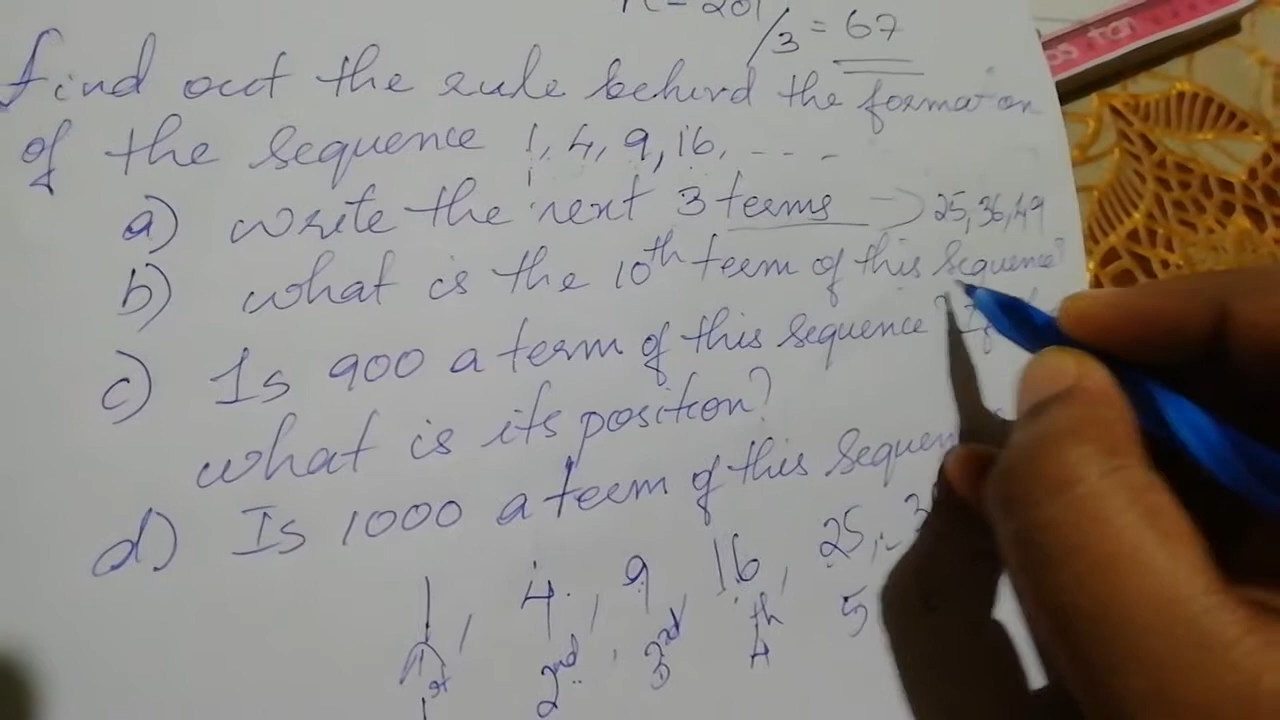 n = 201/3 = 67
Find out the rule behind the formation
of the sequence 1, 4, 9, 16, ----
a) write the next 3 terms → 25, 36, 49
b) what is the 10th term of this sequence?
c) Is 900 a term of this sequence? If
what is its position?
d) Is 1000 a term of this sequen
1, 4, 9, 16, 25, 3
1st 2nd, 3rd 4th 5